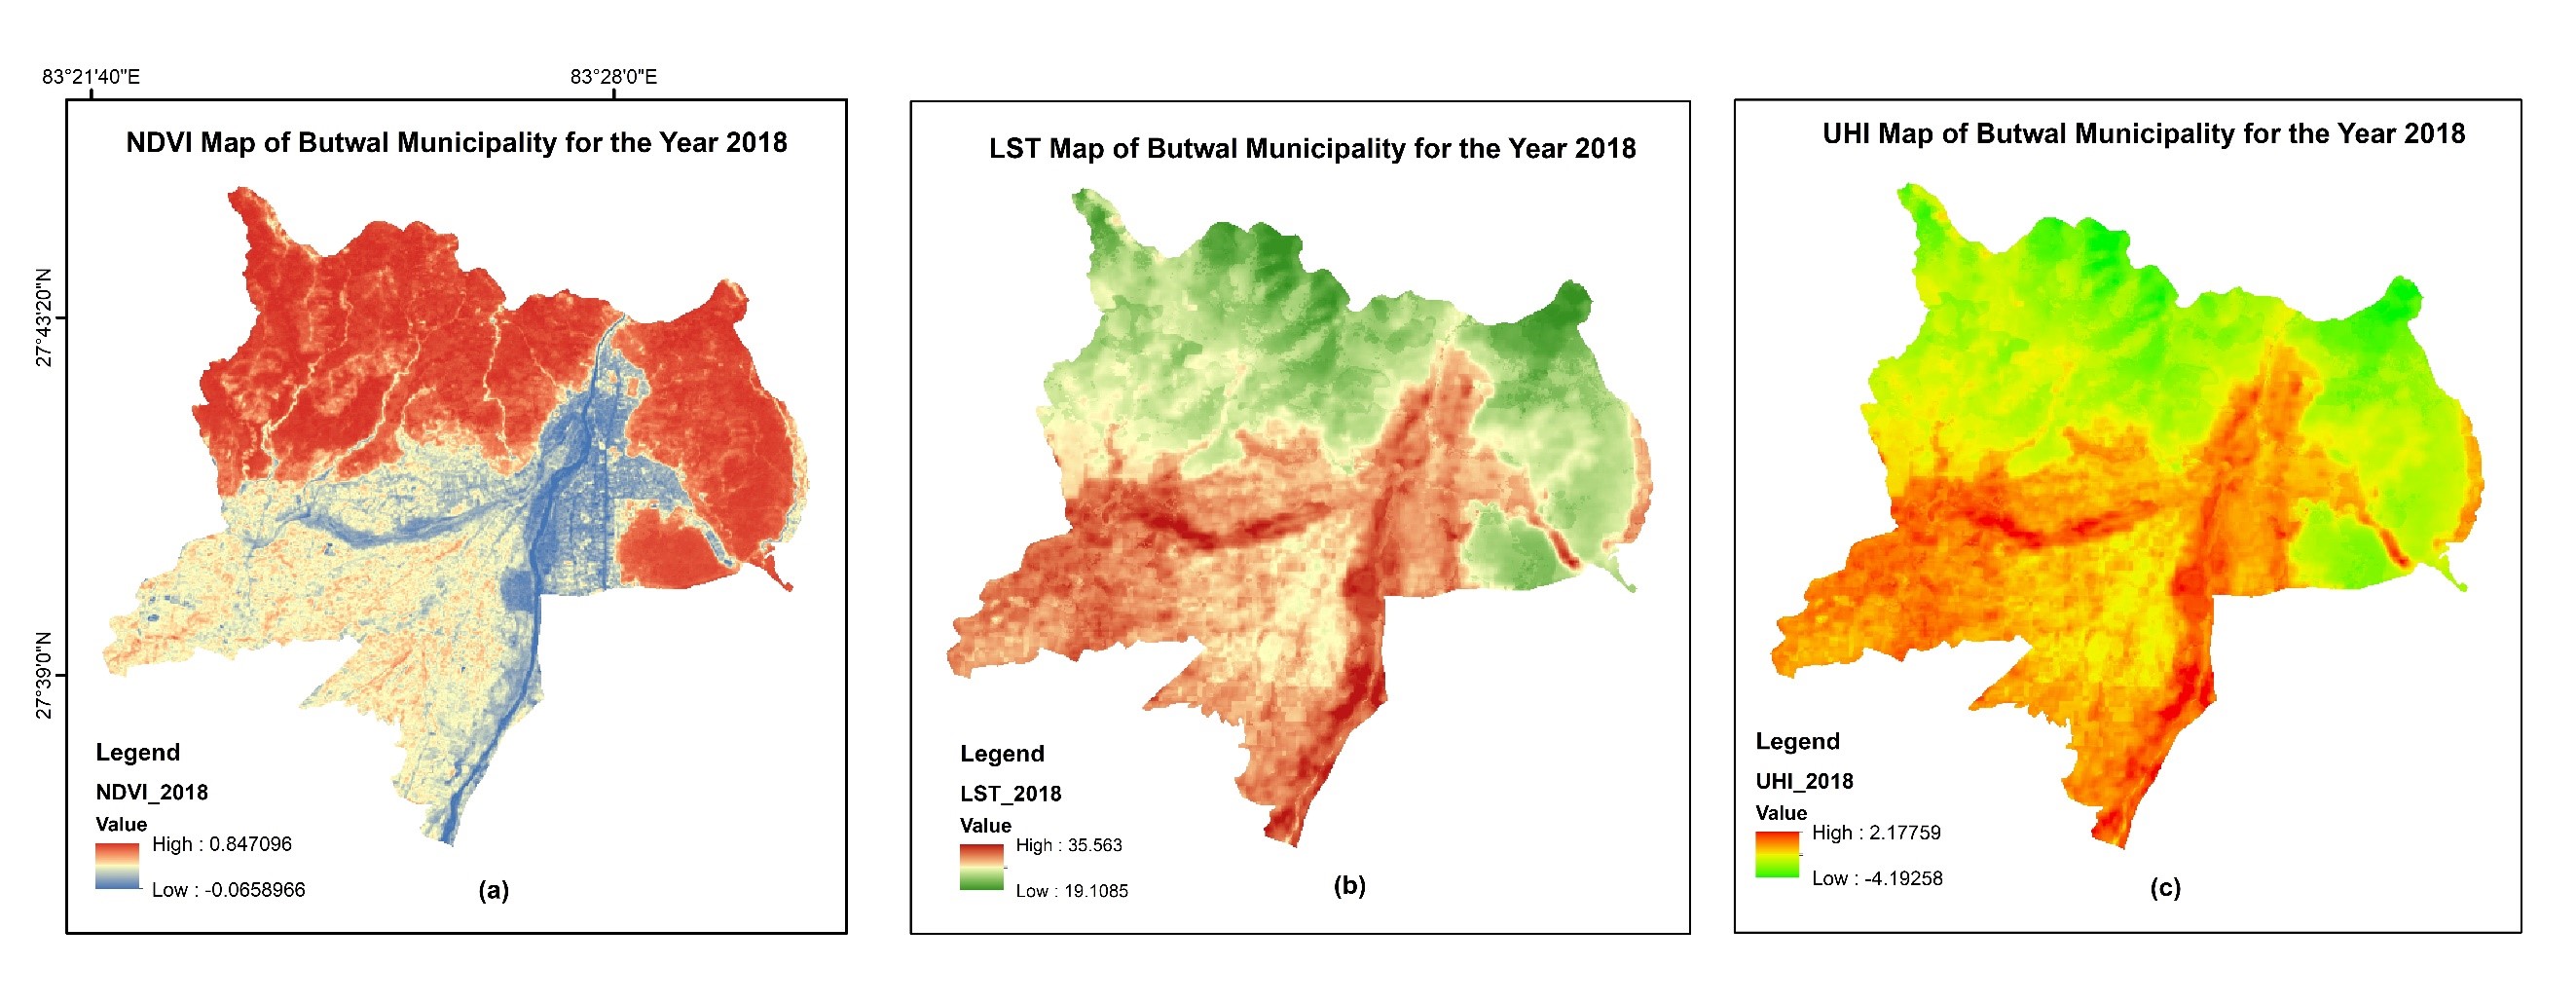 83°21'40"E
83°28'0"E
27°43'20"N
27°39'0"N
NDVI Map of Butwal Municipality for the Year 2018
Legend
NDVI_2018
Value
High : 0.847096
Low : -0.0658966
(a)
LST Map of Butwal Municipality for the Year 2018
Legend
LST_2018
Value
High : 35.563
Low : 19.1085
(b)
UHI Map of Butwal Municipality for the Year 2018
Legend
UHI_2018
Value
High : 2.17759
Low : -4.19258
(c)